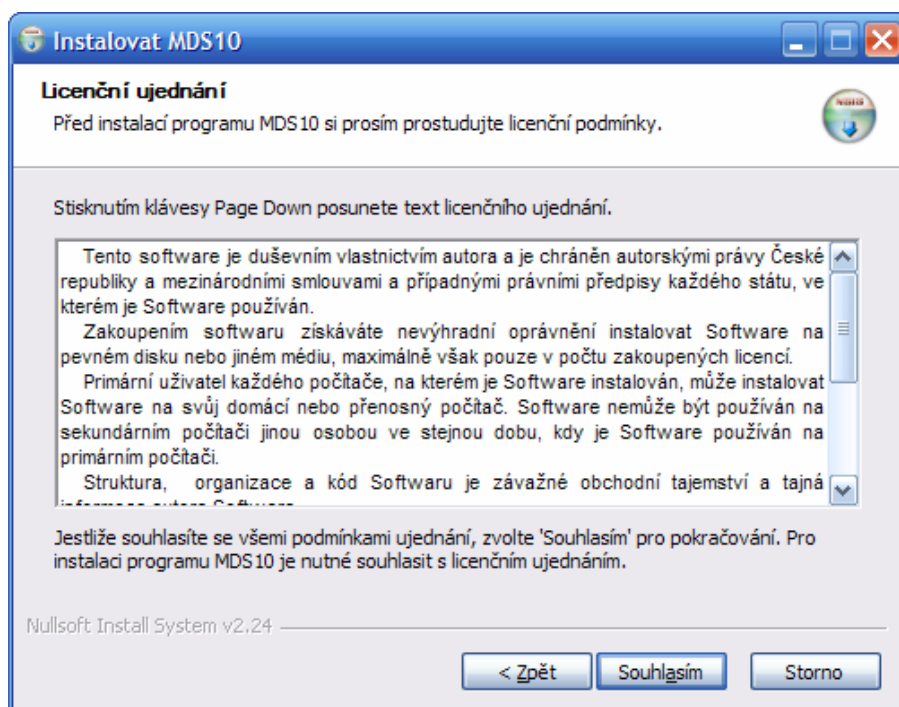 Instalovat MDS10
Licenční ujednání
Před instalací programu MDS10 si prosím prostudujte licenční podmínky.
Stisknutím klávesy Page Down posunete text licenčního ujednání.
Tento software je duševním vlastnictvím autora a je chráněn autorskými právy České
republiky a mezinárodními smlouvami a případnými právními předpisy každého státu, ve
kterém je Software používán.
Zakoupením softwaru získáváte nevýhradní oprávnění instalovat Software na
pevném disku nebo jiném médiu, maximálně však pouze v počtu zakoupených licencí.
Primární uživatel každého počítače, na kterém je Software instalován, může instalovat
Software na svůj domácí nebo přenosný počítač. Software nemůže být používán na
sekundárním počítači jinou osobou ve stejnou dobu, kdy je Software používán na
primárním počítači.
Struktura, organizace a kód Softwaru je závažné obchodní tajemství a tajná
Jestliže souhlasíte se všemi podmínkami ujednání, zvolte 'Souhlasím' pro pokračování. Pro
instalaci programu MDS10 je nutné souhlasit s licenčním ujednáním.
Nullsoft Install System v2.24
< Zpět
Souhlasím
Storno